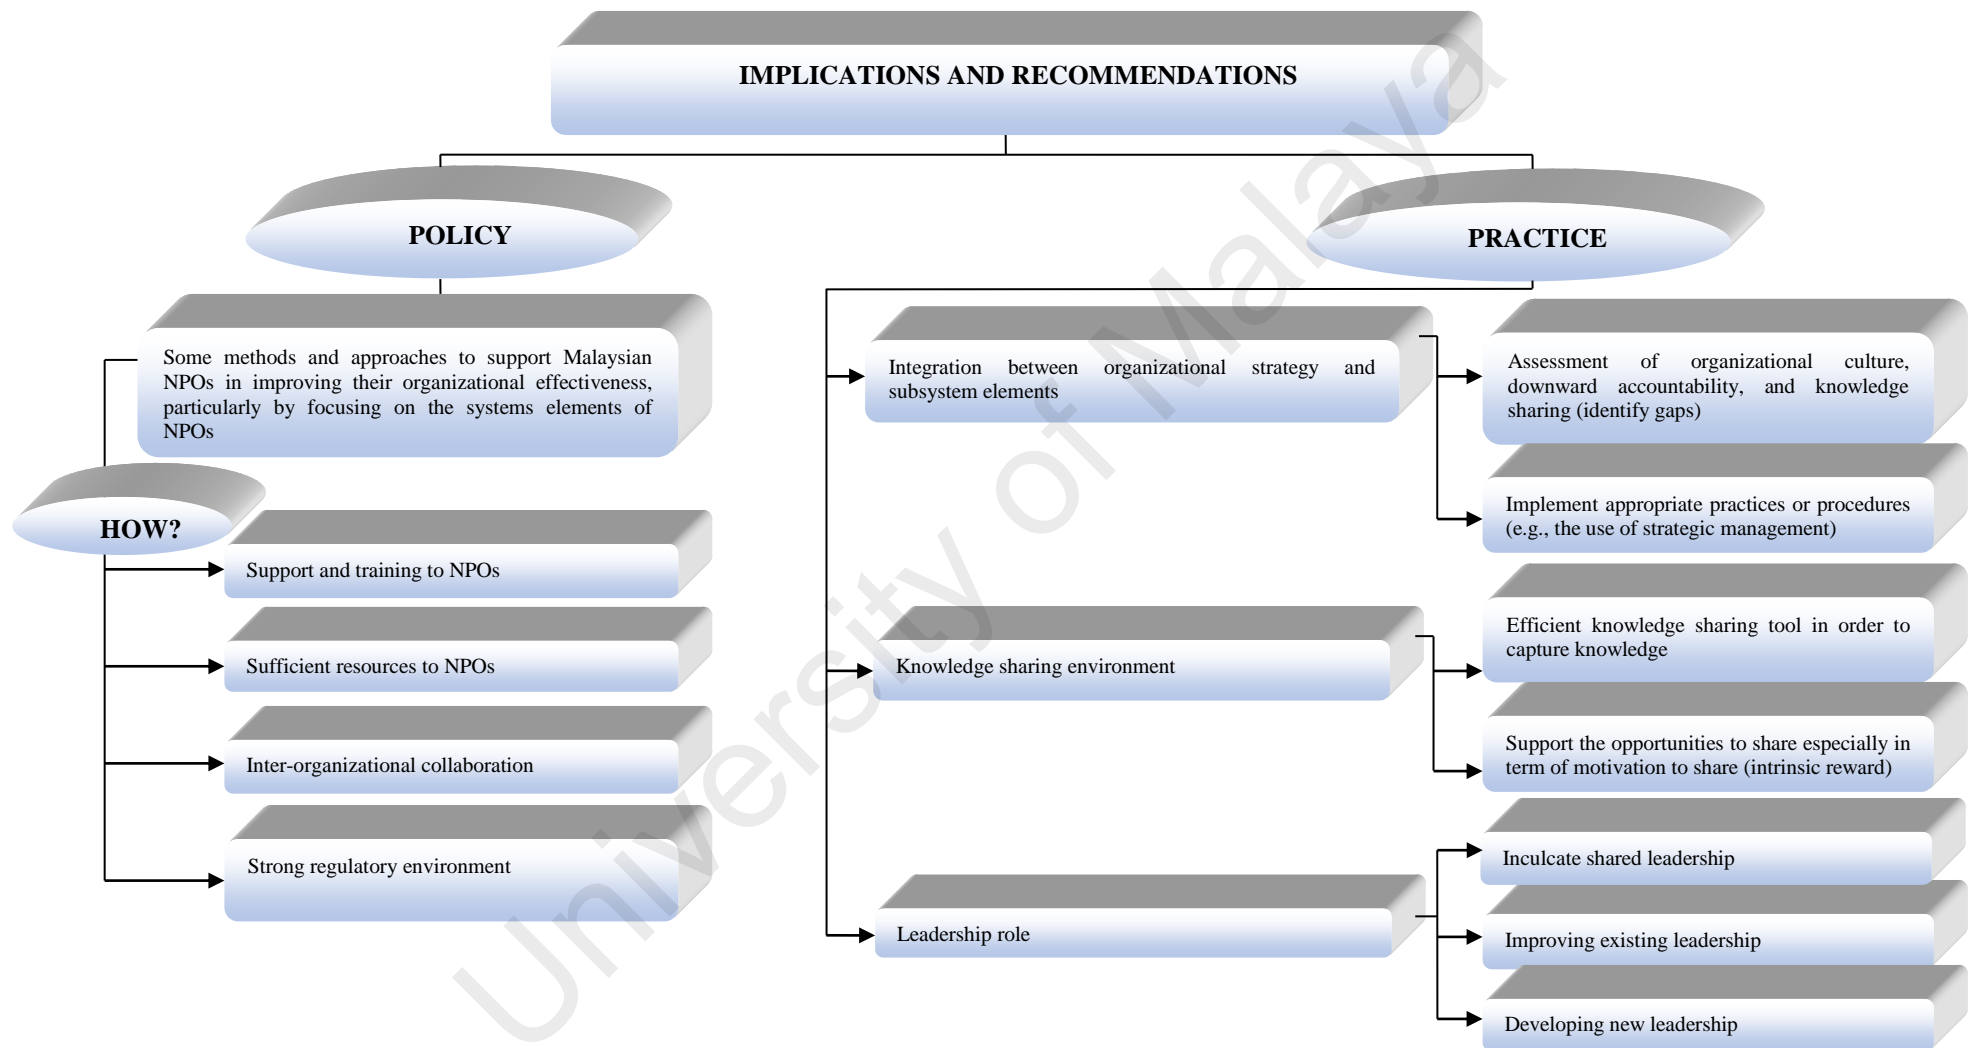 IMPLICATIONS AND RECOMMENDATIONS
POLICY
Some methods and approaches to support Malaysian
NPOs in improving their organizational effectiveness,
particularly by focusing on the systems elements of
NPOs
HOW?
Support and training to NPOs
Sufficient resources to NPOs
Inter-organizational collaboration
Strong regulatory environment
PRACTICE
Integration between organizational strategy and
subsystem elements
Assessment of organizational culture,
downward accountability, and knowledge
sharing (identify gaps)
Implement appropriate practices or procedures
(e.g., the use of strategic management)
Knowledge sharing environment
Efficient knowledge sharing tool in order to
capture knowledge
Support the opportunities to share especially in
term of motivation to share (intrinsic reward)
Leadership role
Inculcate shared leadership
Improving existing leadership
Developing new leadership
University of Malaya